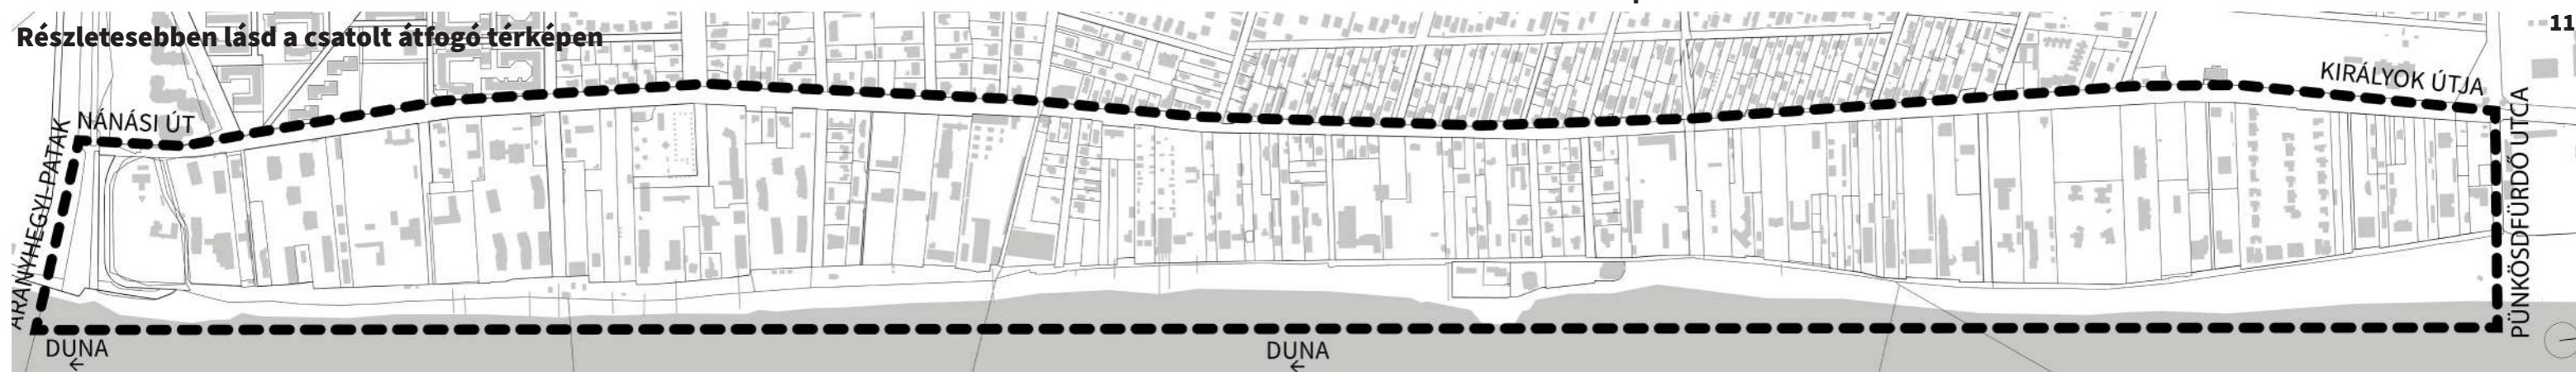 Részletesebben lásd a csatolt átfogó térképen
11
KIRÁLYOK ÚTJA
NÁNÁSI ÚT
ARANYHEGYI PATAK
PÜNKÖSDFÜRDŐ UTCA
DUNA
←
DUNA
←